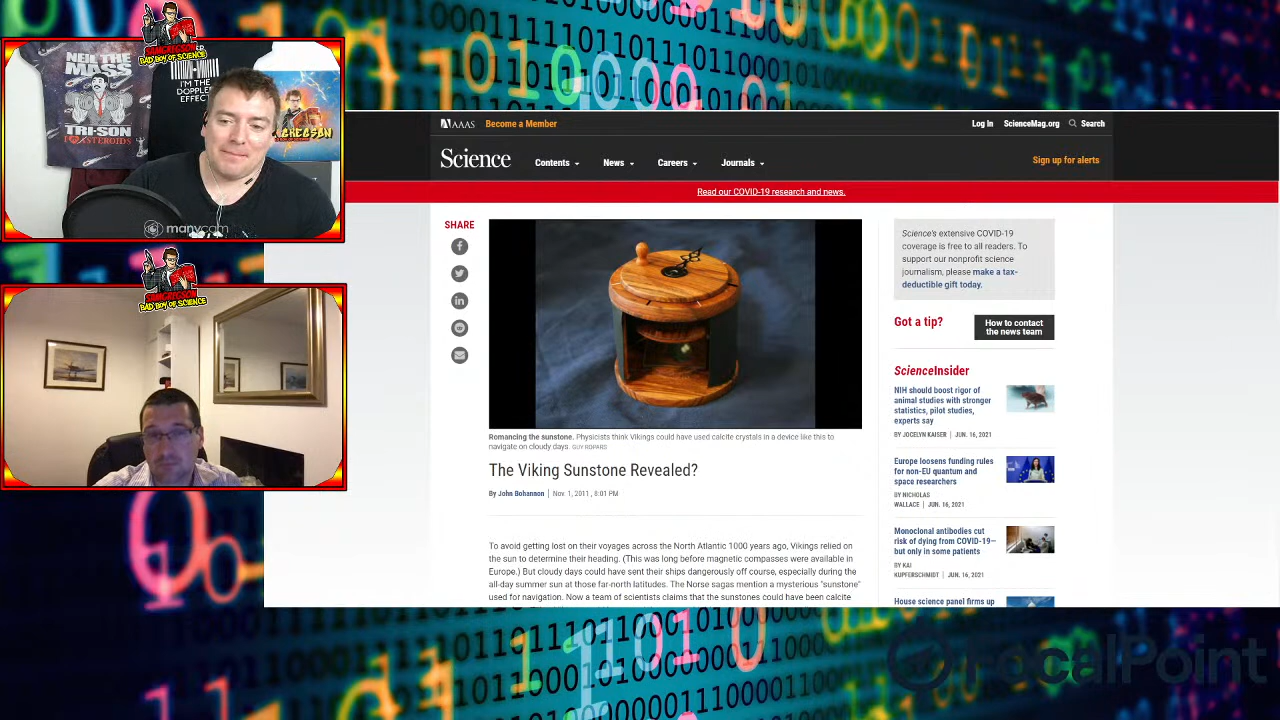 SAMGREGSON
BAD BOY OF SCIENCE
NEIL THE
MASS
TRI-SON
I'M THE
DOPPLER
EFFECT
manycam
SAMGREGSON
BAD BOY OF SCIENCE
AAAS
Become a Member
Log In
ScienceMag.org
Search
Science
Contents
News
Careers
Journals
Sign up for alerts
Read our COVID-19 research and news.
SHARE
Romancing the sunstone. Physicists think Vikings could have used calcite crystals in a device like this to
navigate on cloudy days. GUY ROPARS
The Viking Sunstone Revealed?
By John Bohannon | Nov. 1, 2011 , 8:01 PM
To avoid getting lost on their voyages across the North Atlantic 1000 years ago, Vikings relied on
the sun to determine their heading. (This was long before magnetic compasses were available in
Europe.) But cloudy days could have sent their ships dangerously off course, especially during the
all-day summer sun at those far-north latitudes. The Norse sagas mention a mysterious "sunstone"
used for navigation. Now a team of scientists claims that the sunstones could have been calcite
Science's extensive COVID-19
coverage is free to all readers. To
support our nonprofit science
journalism, please make a tax-
deductible gift today.
Got a tip?
How to contact
the news team
ScienceInsider
NIH should boost rigor of
animal studies with stronger
statistics, pilot studies,
experts say
BY JOCELYN KAISER | JUN. 16, 2021
Europe loosens funding rules
for non-EU quantum and
space researchers
BY NICHOLAS
WALLACE | JUN. 16, 2021
Monoclonal antibodies cut
risk of dying from COVID-19—
but only in some patients
BY KAI
KUPFERSCHMIDT | JUN. 16, 2021
House science panel firms up
FocalPoint